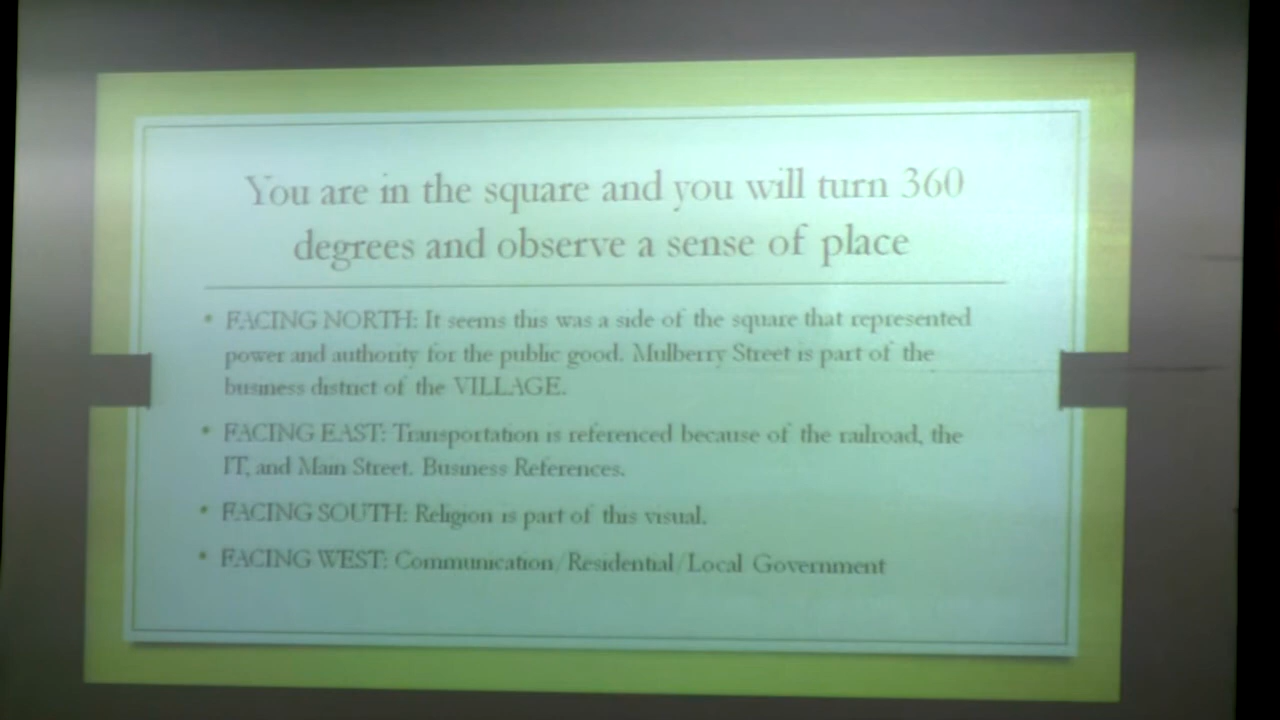 You are in the square and you will turn 360
degrees and observe a sense of place
• FACING NORTH: It seems this was a side of the square that represented
power and authority for the public good. Mulberry Street is part of the
business district of the VILLAGE.
• FACING EAST: Transportation is referenced because of the railroad, the
IT, and Main Street. Business References.
• FACING SOUTH: Religion is part of this visual.
• FACING WEST: Communication/Residential/Local Government